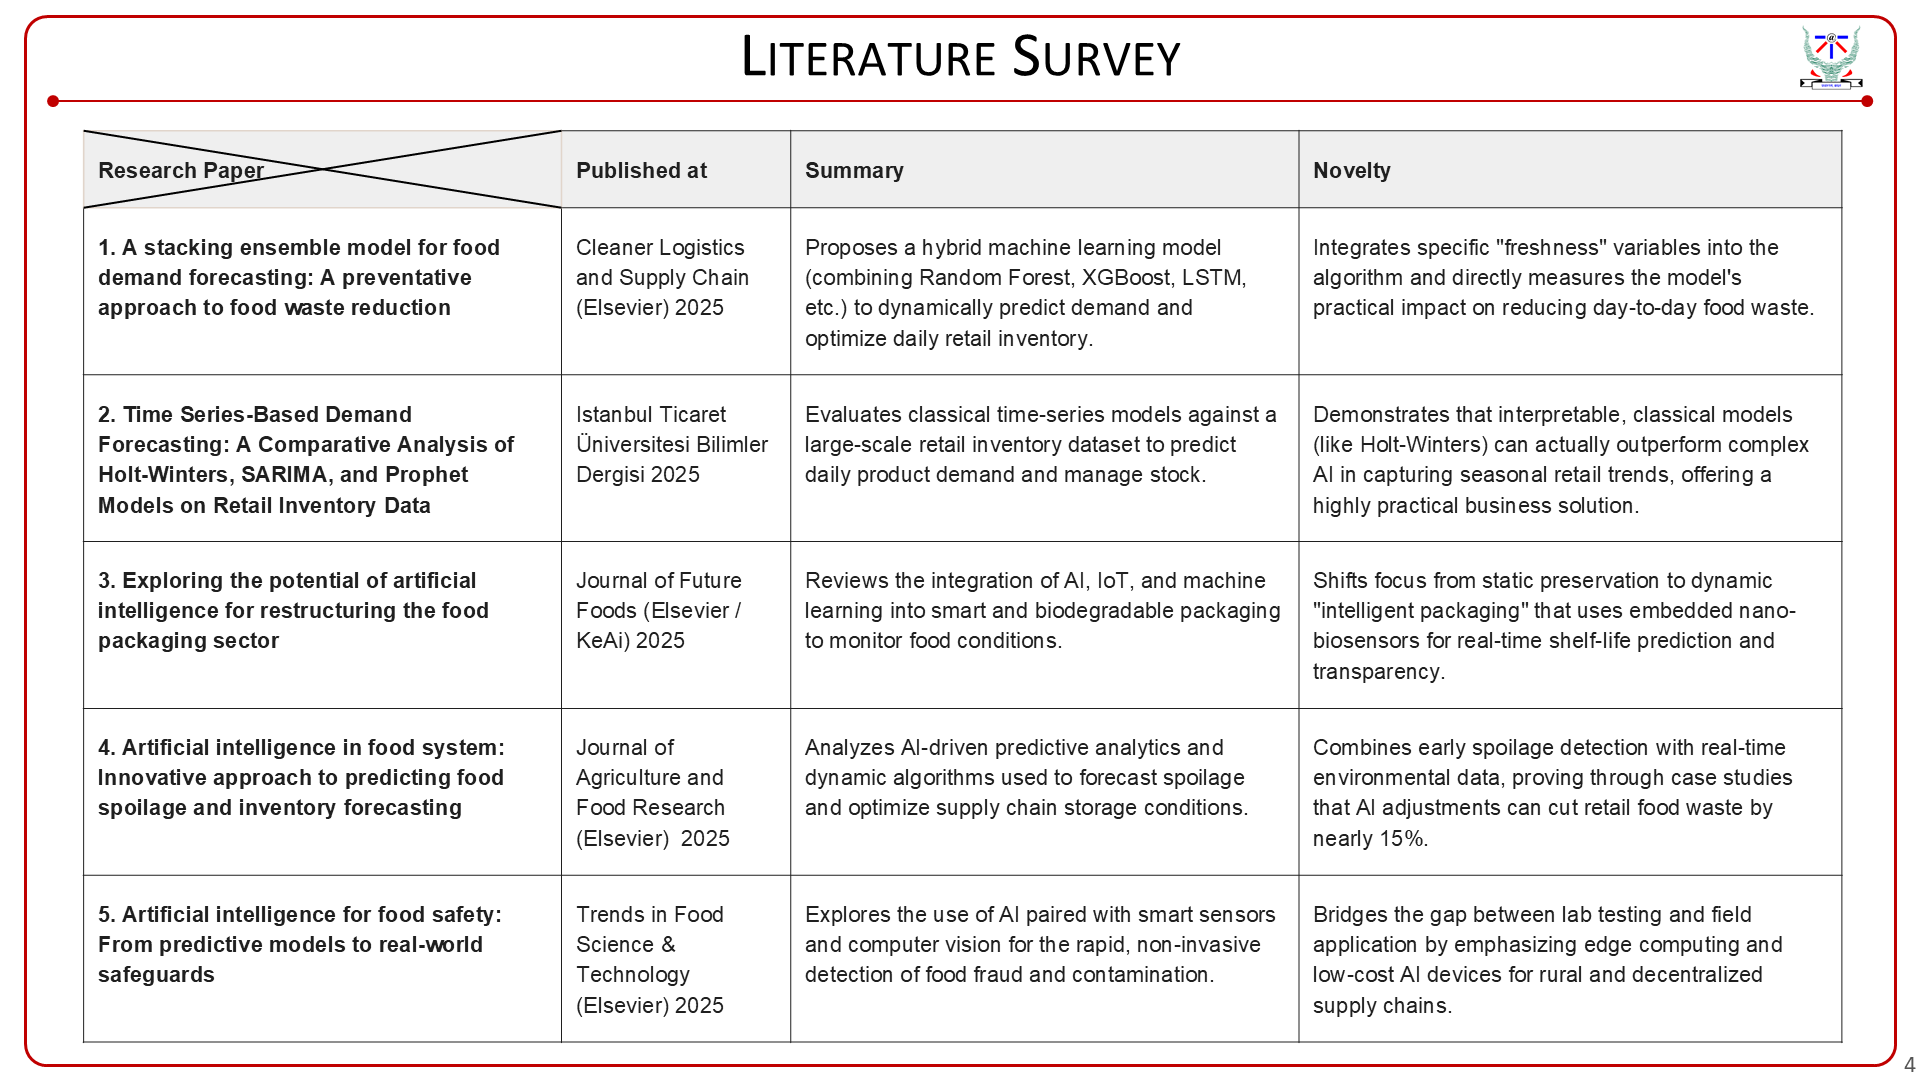 LITERATURE SURVEY
Research Paper
Published at
Summary
Novelty
1. A stacking ensemble model for food
demand forecasting: A preventative
approach to food waste reduction
Cleaner Logistics
and Supply Chain
(Elsevier) 2025
Proposes a hybrid machine learning model
(combining Random Forest, XGBoost, LSTM,
etc.) to dynamically predict demand and
optimize daily retail inventory.
Integrates specific "freshness" variables into the
algorithm and directly measures the model's
practical impact on reducing day-to-day food waste.
2. Time Series-Based Demand
Forecasting: A Comparative Analysis of
Holt-Winters, SARIMA, and Prophet
Models on Retail Inventory Data
Istanbul Ticaret
Üniversitesi Bilimler
Dergisi 2025
Evaluates classical time-series models against a
large-scale retail inventory dataset to predict
daily product demand and manage stock.
Demonstrates that interpretable, classical models
(like Holt-Winters) can actually outperform complex
AI in capturing seasonal retail trends, offering a
highly practical business solution.
3. Exploring the potential of artificial
intelligence for restructuring the food
packaging sector
Journal of Future
Foods (Elsevier /
KeAi) 2025
Reviews the integration of AI, IoT, and machine
learning into smart and biodegradable packaging
to monitor food conditions.
Shifts focus from static preservation to dynamic
"intelligent packaging" that uses embedded nano-
biosensors for real-time shelf-life prediction and
transparency.
4. Artificial intelligence in food system:
Innovative approach to predicting food
spoilage and inventory forecasting
Journal of
Agriculture and
Food Research
(Elsevier)  2025
Analyzes AI-driven predictive analytics and
dynamic algorithms used to forecast spoilage
and optimize supply chain storage conditions.
Combines early spoilage detection with real-time
environmental data, proving through case studies
that AI adjustments can cut retail food waste by
nearly 15%.
5. Artificial intelligence for food safety:
From predictive models to real-world
safeguards
Trends in Food
Science &
Technology
(Elsevier) 2025
Explores the use of AI paired with smart sensors
and computer vision for the rapid, non-invasive
detection of food fraud and contamination.
Bridges the gap between lab testing and field
application by emphasizing edge computing and
low-cost AI devices for rural and decentralized
supply chains.
4